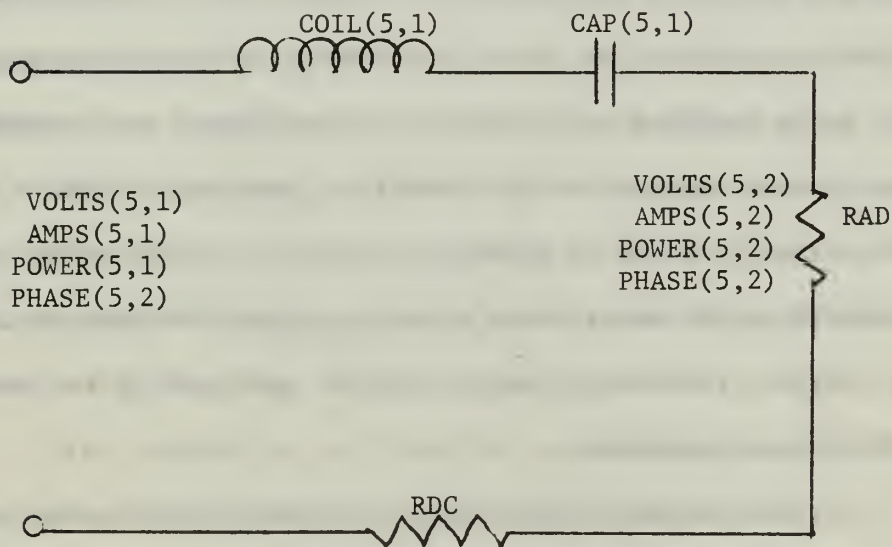 COIL(5,1) CAP(5,1)
VOLTS(5,1)
AMPS(5,1)
POWER(5,1)
PHASE(5,2)
VOLTS(5,2)
AMPS(5,2)
POWER(5,2)
PHASE(5,2)
RAD
RDC